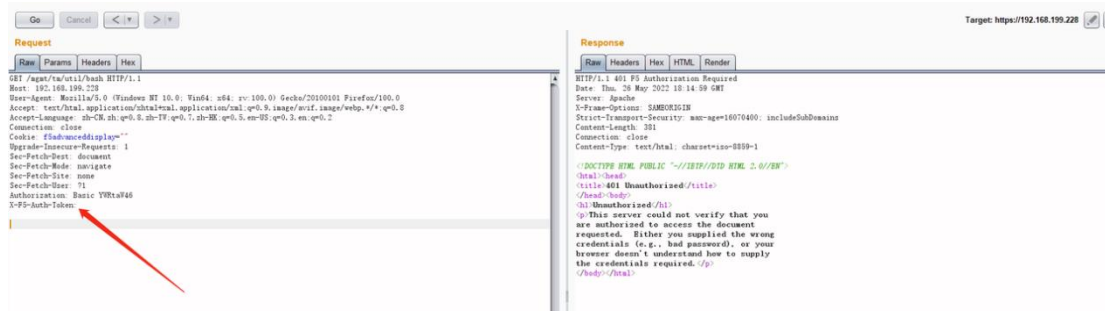 Go
Cancel
<
>
Target: https://192.168.199.228
Request
Raw Params Headers Hex
GET /mgmt/tm/util/bash HTTP/1.1
Host: 192.168.199.228
User-Agent: Mozilla/5.0 (Windows NT 10.0; Win64; x64; rv:100.0) Gecko/20100101 Firefox/100.0
Accept: text/html,application/xhtml+xml,application/xml;q=0.9,image/avif,image/webp,*/*;q=0.8
Accept-Language: zh-CN,zh;q=0.8,zh-TW;q=0.7,zh-HK;q=0.5,en-US;q=0.3,en;q=0.2
Connection: close
Cookie: f5advanceddisplay=""
Upgrade-Insecure-Requests: 1
Sec-Fetch-Dest: document
Sec-Fetch-Mode: navigate
Sec-Fetch-Site: none
Sec-Fetch-User: ?1
Authorization: Basic YWRtaW46
X-F5-Auth-Token:
Response
Raw Headers Hex HTML Render
HTTP/1.1 401 F5 Authorization Required
Date: Thu, 26 May 2022 18:14:59 GMT
Server: Apache
X-Frame-Options: SAMEORIGIN
Strict-Transport-Security: max-age=16070400; includeSubDomains
Content-Length: 381
Connection: close
Content-Type: text/html; charset=iso-8859-1
<!DOCTYPE HTML PUBLIC "-//IETF//DTD HTML 2.0//EN">
<html><head>
<title>401 Unauthorized</title>
</head><body>
<h1>Unauthorized</h1>
<p>This server could not verify that you
are authorized to access the document
requested. Either you supplied the wrong
credentials (e.g., bad password), or your
browser doesn't understand how to supply
the credentials required.</p>
</body></html>